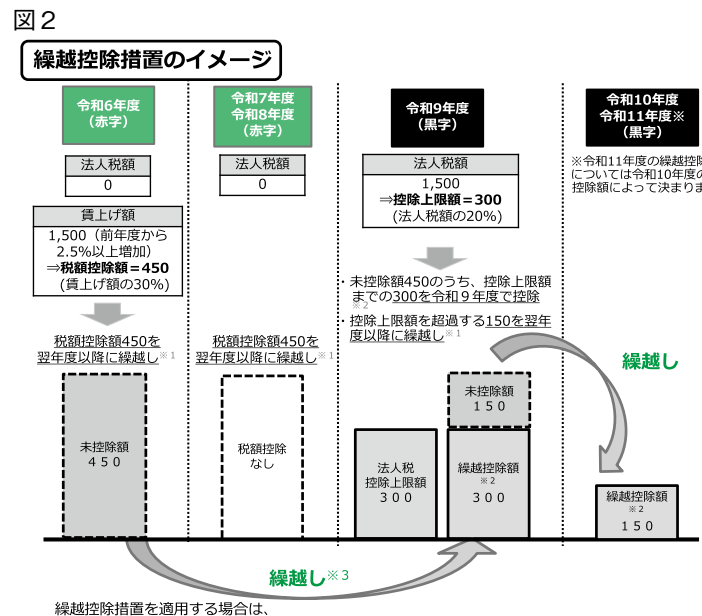 図２
繰越控除措置のイメージ
令和6年度
（赤字）
法人税額
0
賃上げ額
1,500（前年度から
2.5%以上増加）
⇒税額控除額＝450
(賃上げ額の30%)
税額控除額450を
翌年度以降に繰越し※1
未控除額
４５０
令和7年度
令和8年度
（赤字）
法人税額
0
税額控除額450を
翌年度以降に繰越し※1
税額控除
なし
令和9年度
（黒字）
法人税額
1,500
⇒控除上限額＝300
(法人税額の20%)
・未控除額450のうち、控除上限額
までの300を令和９年度で控除
※2
・控除上限額を超過する150を翌年
度以降に繰越し※1
法人税
控除上限額
３００
未控除額
１５０
繰越控除額
※2
３００
令和10年度
令和11年度※
（黒字）
※令和11年度の繰越控除
については令和10年度の
控除額によって決まりま
繰越し
繰越控除額
※2
１５０
繰越し※3
繰越控除措置を適用する場合は、